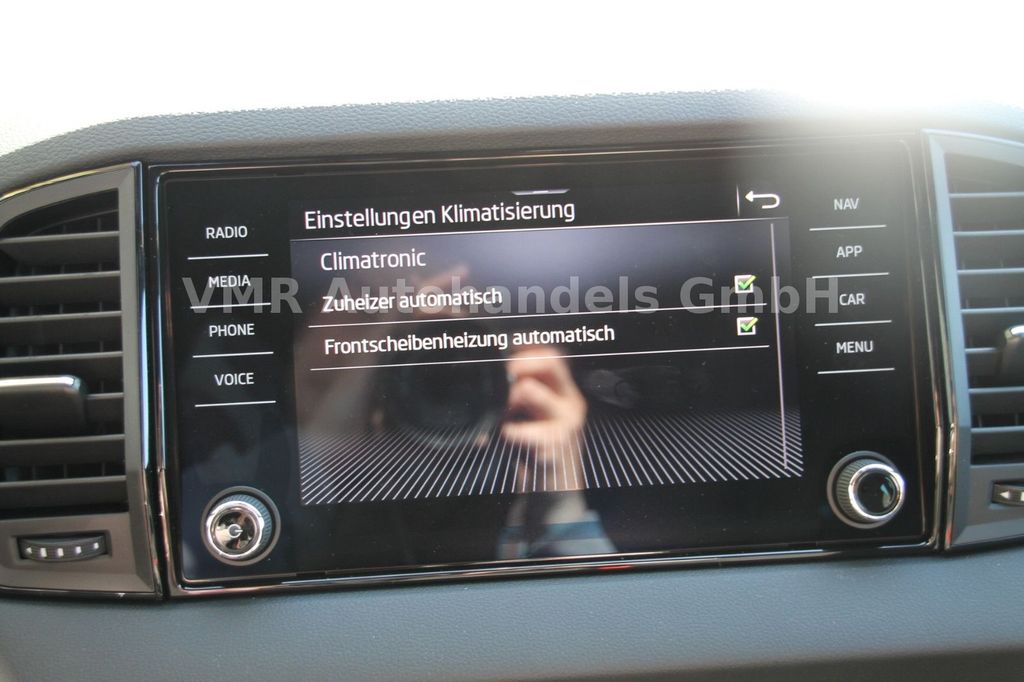 RADIO
MEDIA
PHONE
VOICE
Einstellungen Klimatisierung
Climatronic
Zuheizer automatisch
Frontscheibenheizung automatisch
NAV
APP
CAR
MENU
VMR Autohandels GmbH